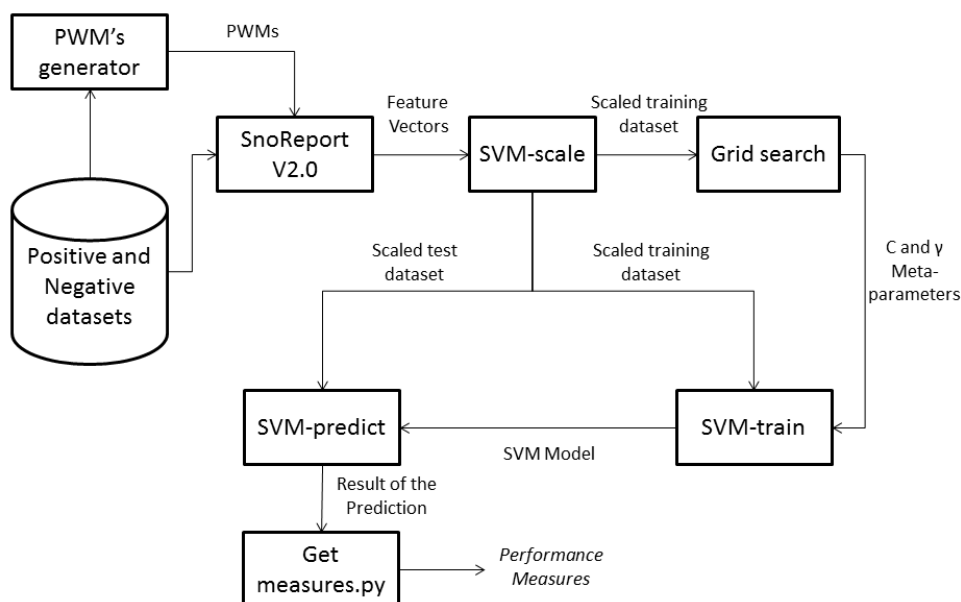 PWM's
generator
PWMs
SnoReport
V2.0
Feature
Vectors
SVM-scale
Scaled training
dataset
Grid search
Positive and
Negative
datasets
Scaled test
dataset
Scaled training
dataset
C and γ
Meta-
parameters
SVM-predict
SVM Model
SVM-train
Result of the
Prediction
Get
measures.py
Performance
Measures